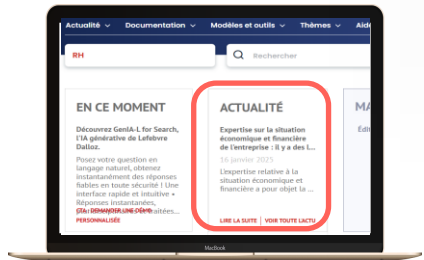 Actualité Documentation Modèles et outils Thèmes Aide
RH
Rechercher
EN CE MOMENT
Découvrez GenIA-L for Search,
l'IA générative de Lefebvre
Dalloz.
Posez votre question en
langage naturel, obtenez
instantanément des réponses
fiables en toute sécurité ! Une
interface rapide et intuitive •
Réponses instantanées,
traitées...
PERSONNALISÉE
ACTUALITÉ
Expertise sur la situation
économique et financière
de l'entreprise : il y a des l...
16 janvier 2025
L'expertise relative à la
situation économique et
financière a pour objet la ...
LIRE LA SUITE | VOIR TOUTE L'ACTU
MA
Édi
MacBook